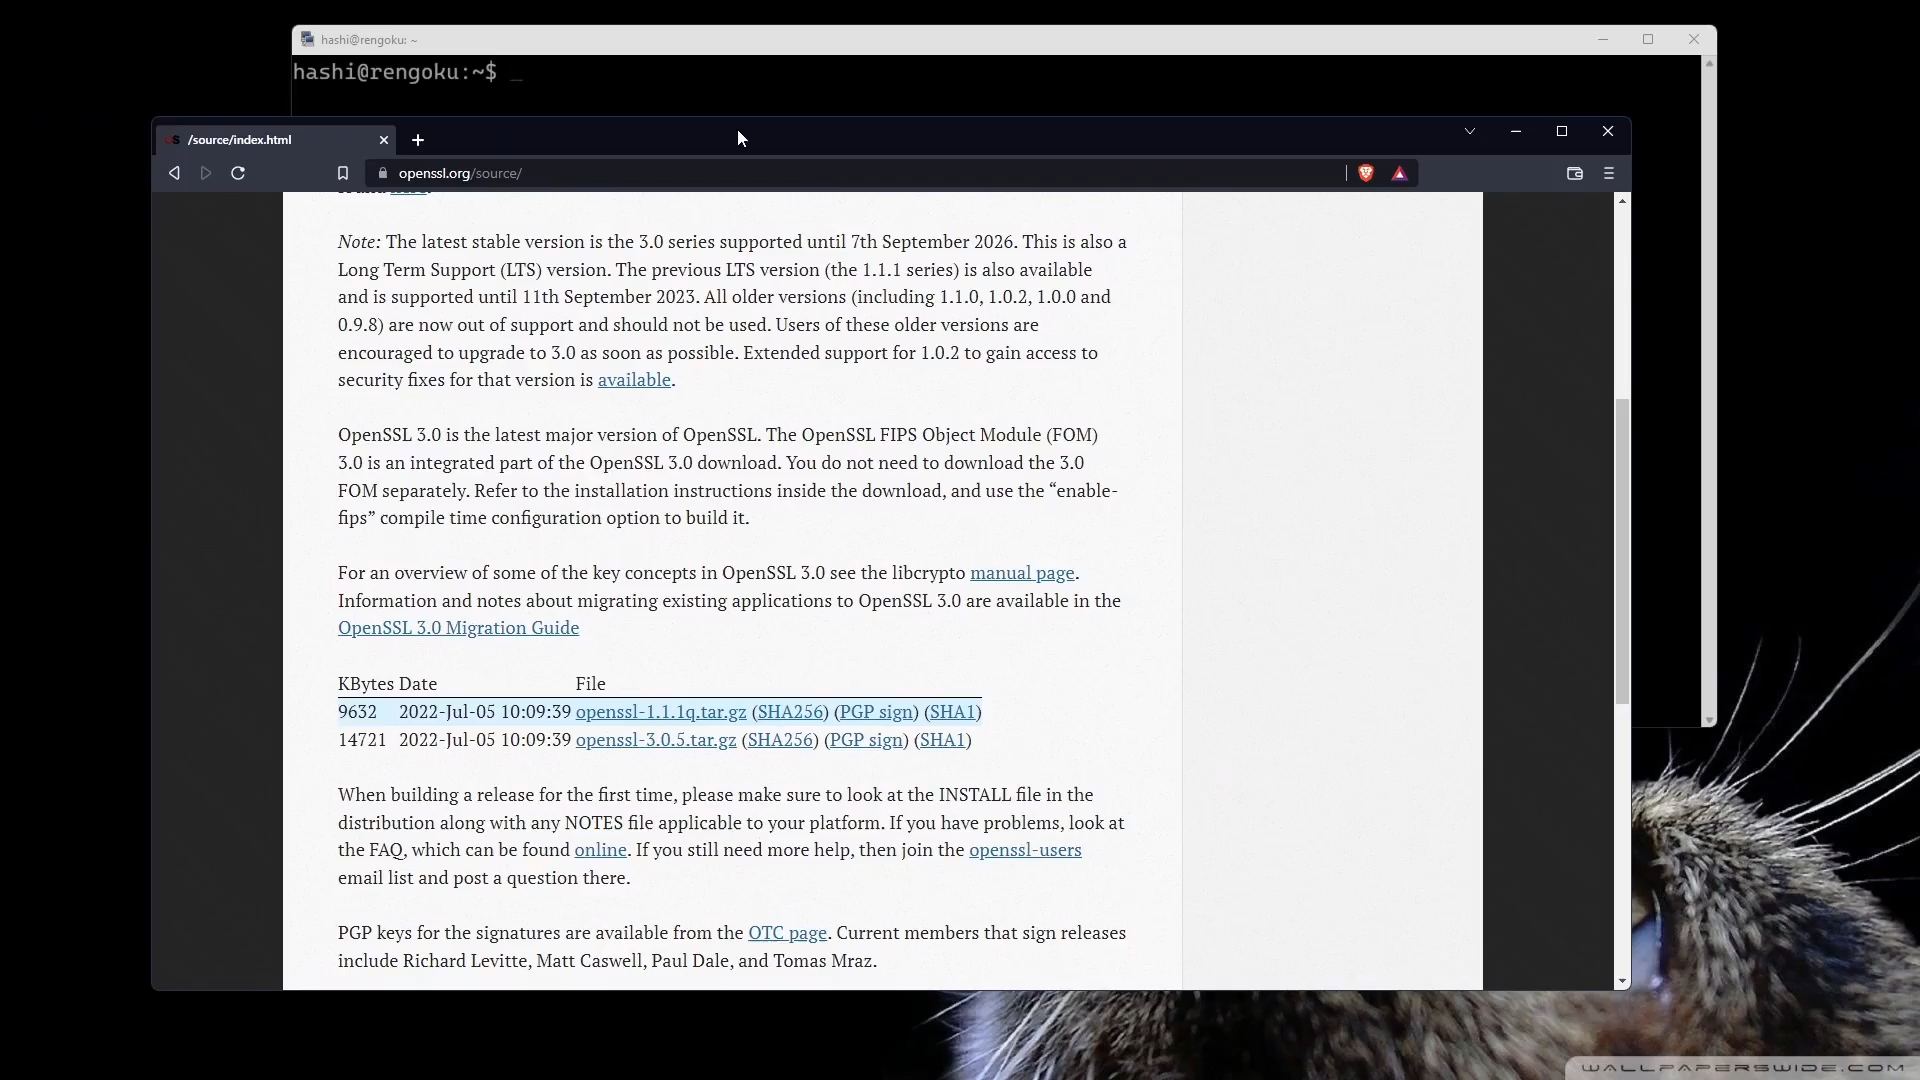 hashi@rengoku: ~
hashi@rengoku:~$ _
/source/index.html
openssl.org/source/
Note: The latest stable version is the 3.0 series supported until 7th September 2026. This is also a
Long Term Support (LTS) version. The previous LTS version (the 1.1.1 series) is also available
and is supported until 11th September 2023. All older versions (including 1.1.0, 1.0.2, 1.0.0 and
0.9.8) are now out of support and should not be used. Users of these older versions are
encouraged to upgrade to 3.0 as soon as possible. Extended support for 1.0.2 to gain access to
security fixes for that version is available.
OpenSSL 3.0 is the latest major version of OpenSSL. The OpenSSL FIPS Object Module (FOM)
3.0 is an integrated part of the OpenSSL 3.0 download. You do not need to download the 3.0
FOM separately. Refer to the installation instructions inside the download, and use the “enable-
fips” compile time configuration option to build it.
For an overview of some of the key concepts in OpenSSL 3.0 see the libcrypto manual page.
Information and notes about migrating existing applications to OpenSSL 3.0 are available in the
OpenSSL 3.0 Migration Guide
KBytes Date File
9632 2022-Jul-05 10:09:39 openssl-1.1.1q.tar.gz (SHA256) (PGP sign) (SHA1)
14721 2022-Jul-05 10:09:39 openssl-3.0.5.tar.gz (SHA256) (PGP sign) (SHA1)
When building a release for the first time, please make sure to look at the INSTALL file in the
distribution along with any NOTES file applicable to your platform. If you have problems, look at
the FAQ, which can be found online. If you still need more help, then join the openssl-users
email list and post a question there.
PGP keys for the signatures are available from the OTC page. Current members that sign releases
include Richard Levitte, Matt Caswell, Paul Dale, and Tomas Mraz.
WALLPAPERSWIDE.COM